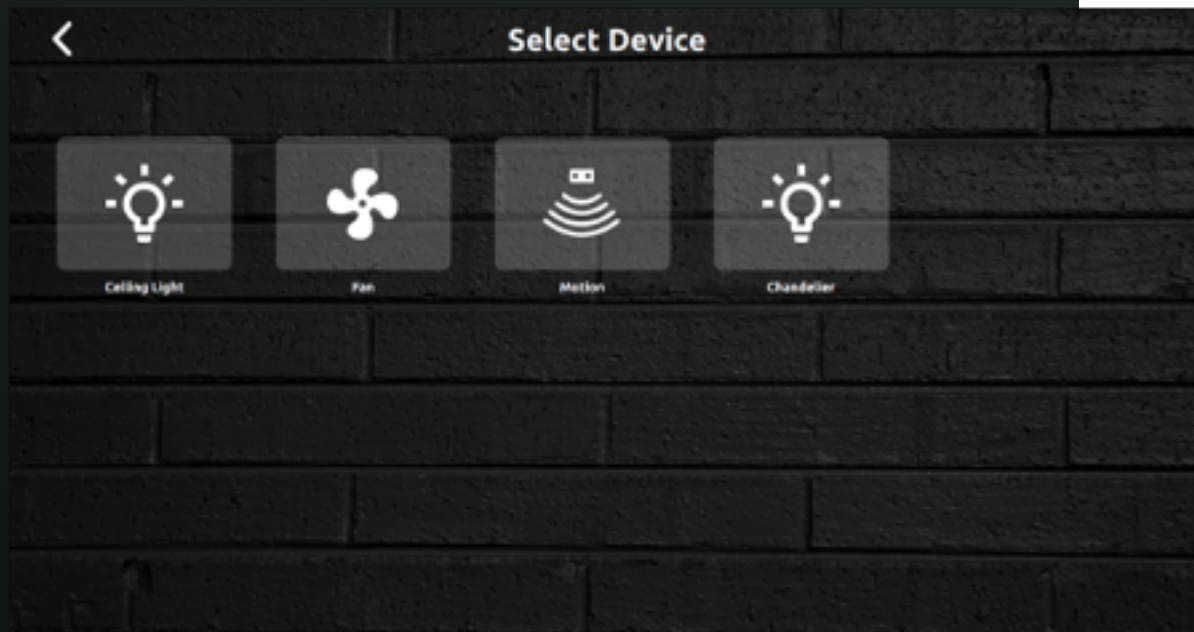 Select Device
Ceiling Light
Fan
Motion
Chandelier